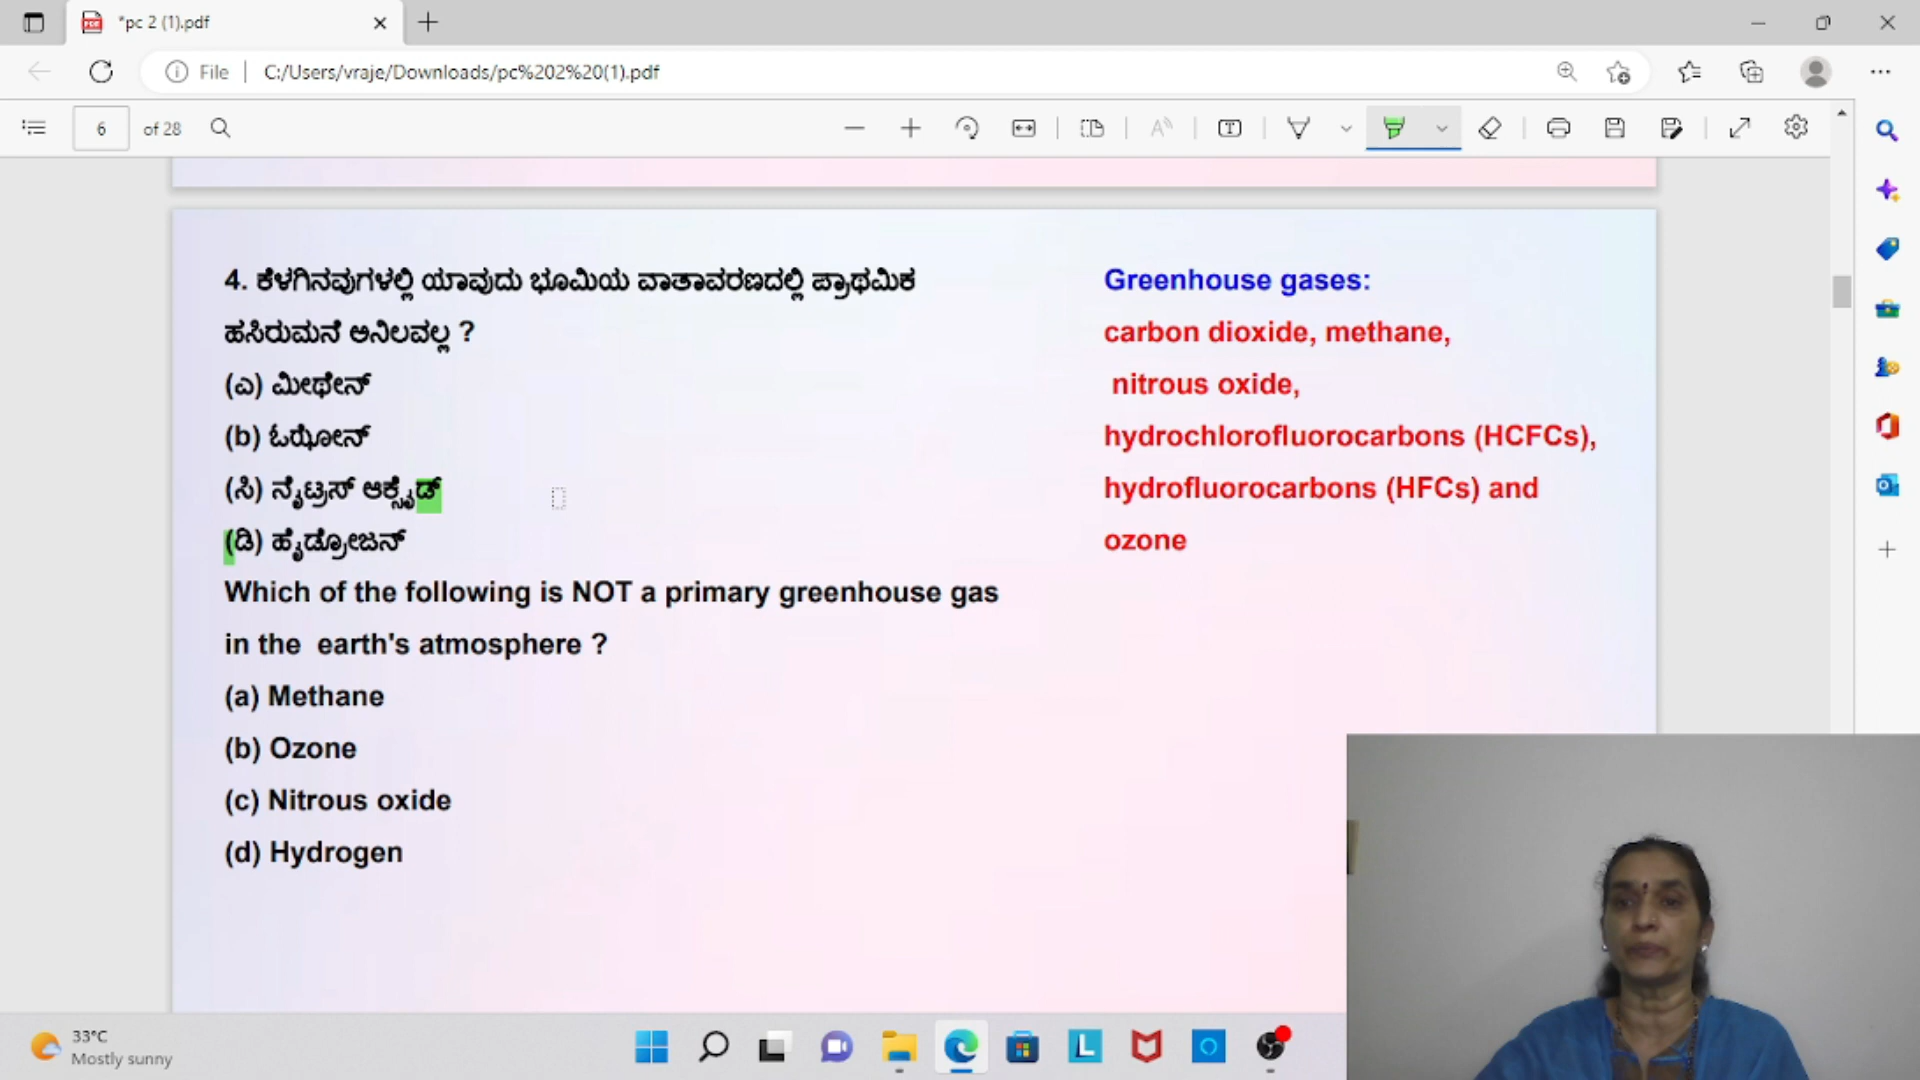 *pc 2 (1).pdf
File
C:/Users/vraje/Downloads/pc%202%20(1).pdf
6 of 28
4. ಕೆಳಗಿನವುಗಳಲ್ಲಿ ಯಾವುದು ಭೂಮಿಯ ವಾತಾವರಣದಲ್ಲಿ ಪ್ರಾಥಮಿಕ
ಹಸಿರುಮನೆ ಅನಿಲವಲ್ಲ ?
(ಎ) ಮೀಥೇನ್
(b) ಓಝೋನ್
(ಸಿ) ನೈಟ್ರಸ್ ಆಕ್ಸೈಡ್
(ಡಿ) ಹೈಡ್ರೋಜನ್
Which of the following is NOT a primary greenhouse gas
in the earth's atmosphere ?
(a) Methane
(b) Ozone
(c) Nitrous oxide
(d) Hydrogen
Greenhouse gases:
carbon dioxide, methane,
nitrous oxide,
hydrochlorofluorocarbons (HCFCs),
hydrofluorocarbons (HFCs) and
ozone
33°C
Mostly sunny